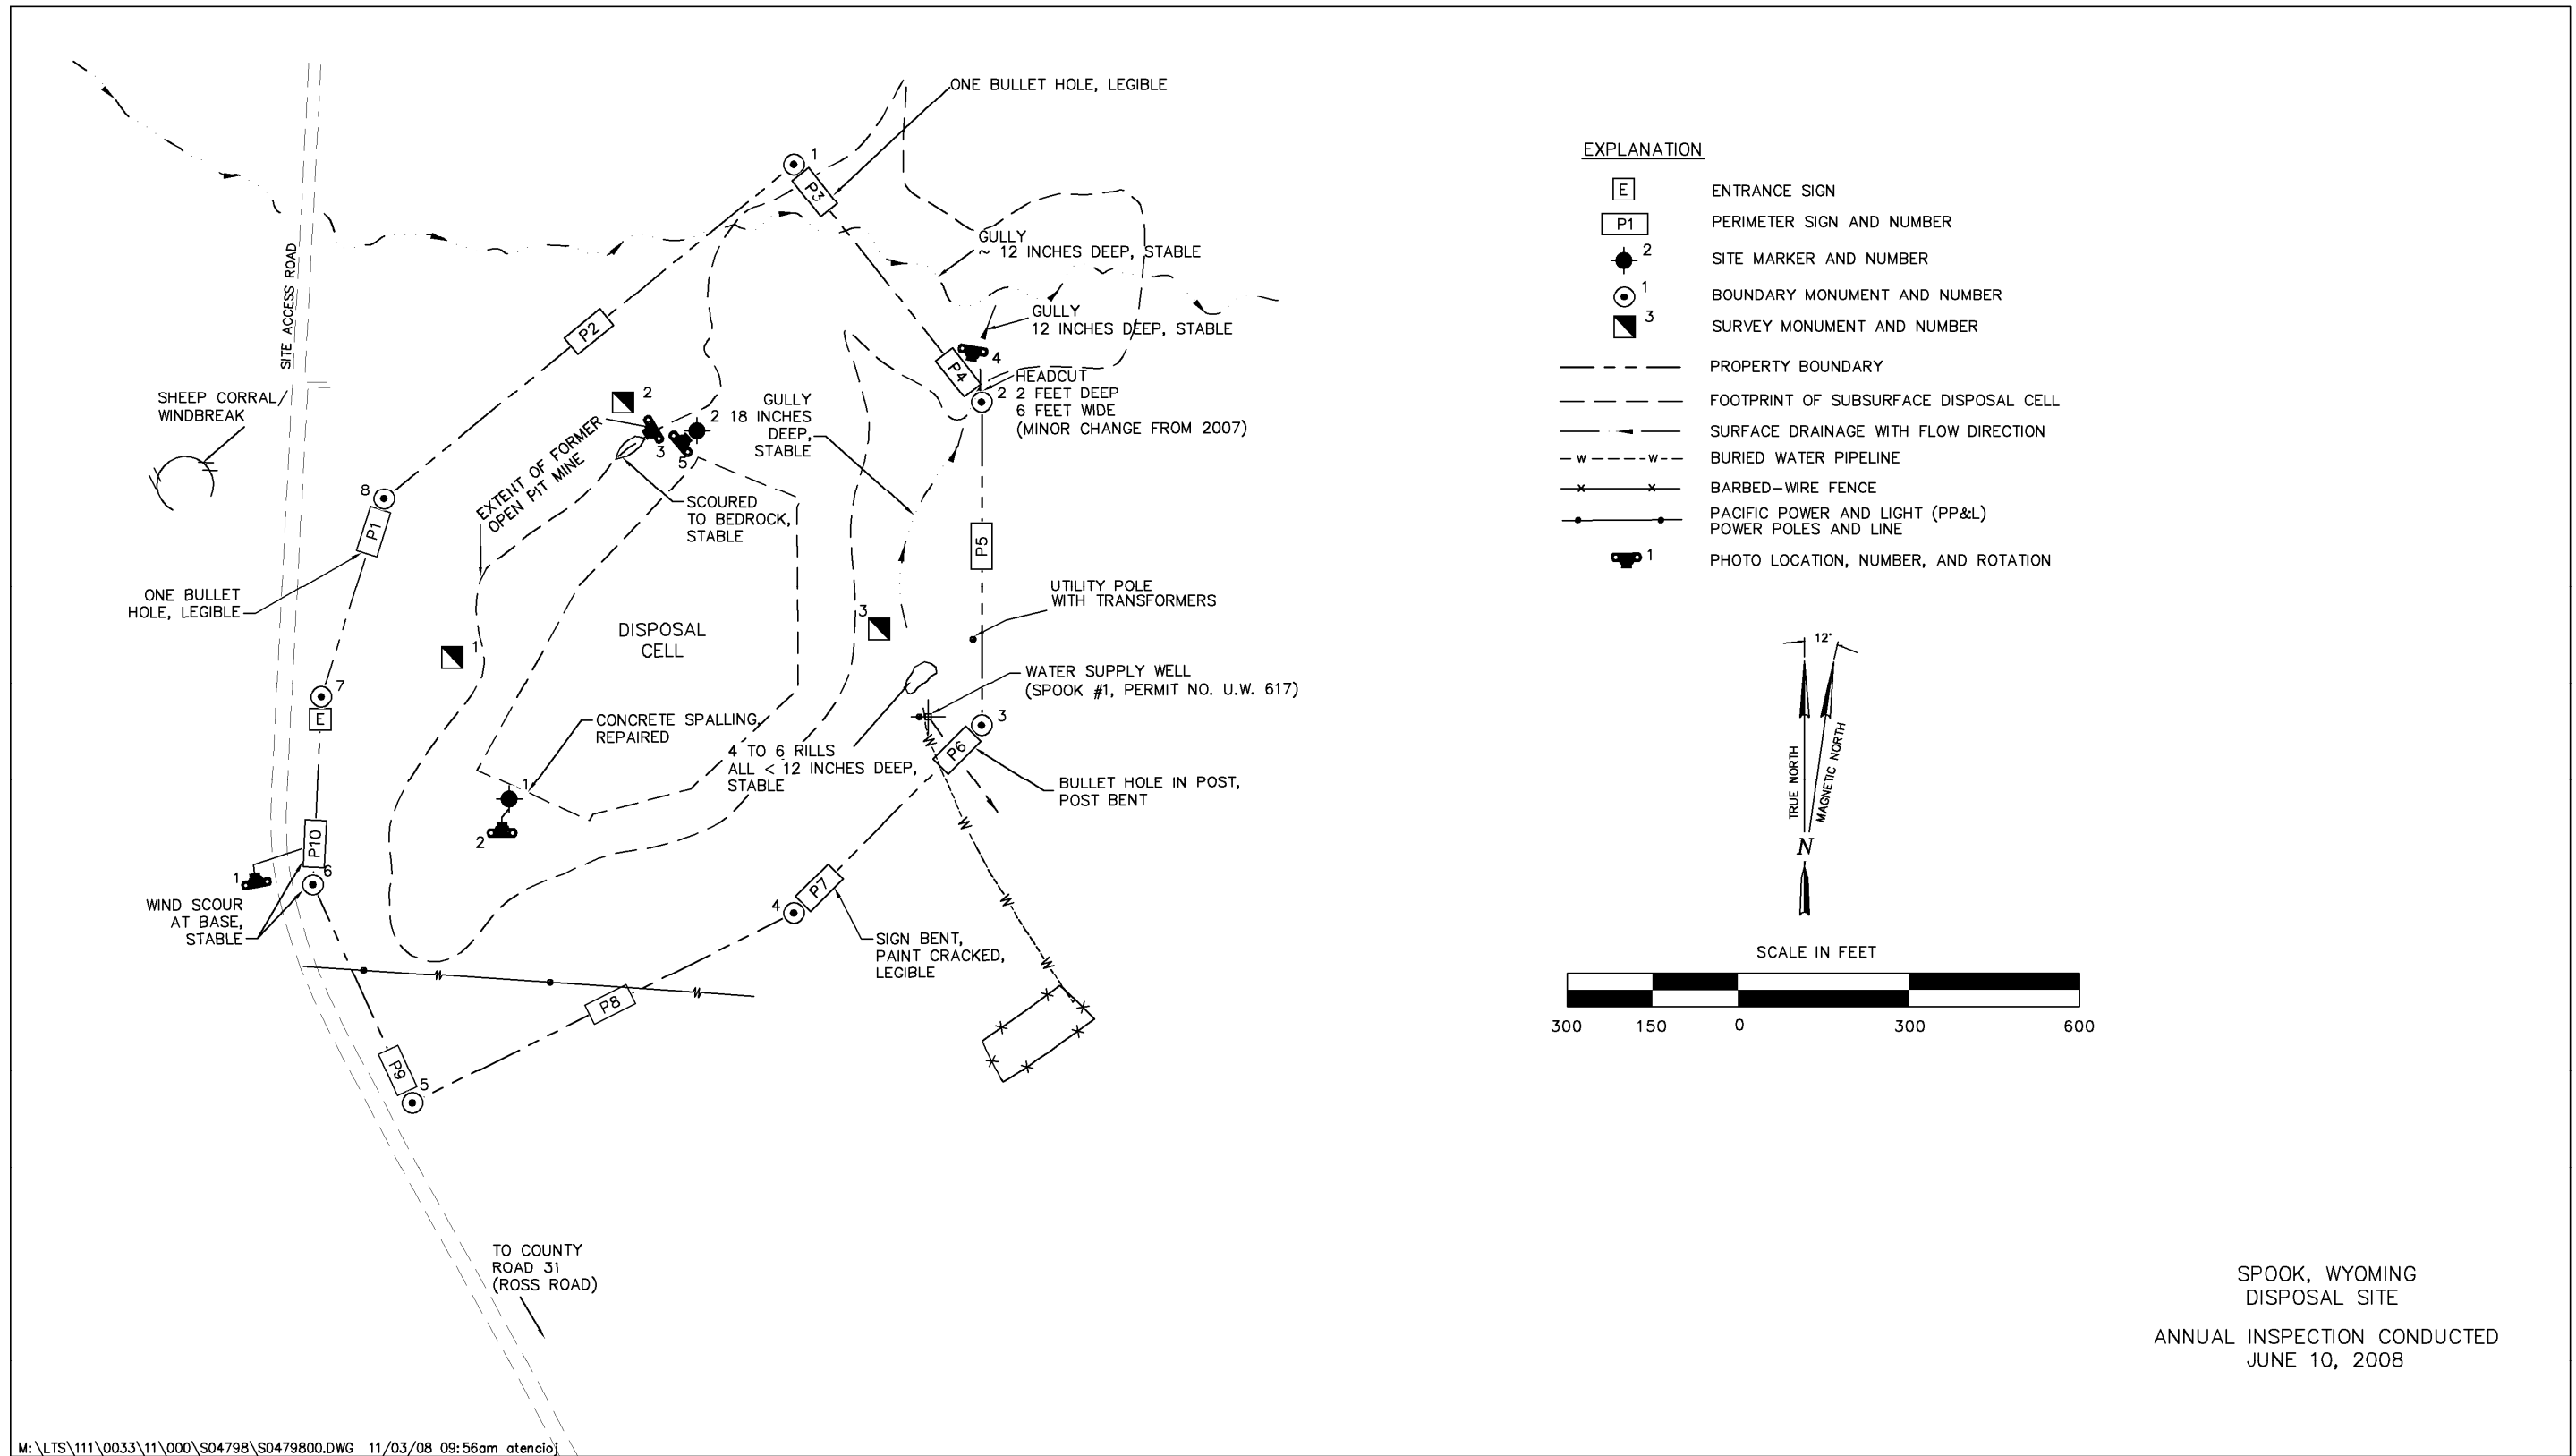 ONE BULLET HOLE, LEGIBLE
1
P3
GULLY
~ 12 INCHES DEEP, STABLE
SITE ACCESS ROAD
P2
GULLY
12 INCHES DEEP, STABLE
4
P4
HEADCUT
2 FEET DEEP
6 FEET WIDE
(MINOR CHANGE FROM 2007)
2
SHEEP CORRAL/
WINDBREAK
2
GULLY
18 INCHES
DEEP,
STABLE
2
3
5
EXTENT OF FORMER
OPEN PIT MINE
8
P1
SCOURED
TO BEDROCK,
STABLE
P5
ONE BULLET
HOLE, LEGIBLE
UTILITY POLE
WITH TRANSFORMERS
DISPOSAL
CELL
3
1
WATER SUPPLY WELL
(SPOOK #1, PERMIT NO. U.W. 617)
7
E
3
CONCRETE SPALLING,
REPAIRED
W
P6
4 TO 6 RILLS
ALL < 12 INCHES DEEP,
STABLE
1
BULLET HOLE IN POST,
POST BENT
W
2
P10
6
1
P7
W
WIND SCOUR
AT BASE,
STABLE
4
SIGN BENT,
PAINT CRACKED,
LEGIBLE
W
P8
P9
5
TO COUNTY
ROAD 31
(ROSS ROAD)
EXPLANATION
E ENTRANCE SIGN
P1 PERIMETER SIGN AND NUMBER
2 SITE MARKER AND NUMBER
1 BOUNDARY MONUMENT AND NUMBER
3 SURVEY MONUMENT AND NUMBER
PROPERTY BOUNDARY
FOOTPRINT OF SUBSURFACE DISPOSAL CELL
SURFACE DRAINAGE WITH FLOW DIRECTION
W W BURIED WATER PIPELINE
BARBED-WIRE FENCE
PACIFIC POWER AND LIGHT (PP&L)
POWER POLES AND LINE
1 PHOTO LOCATION, NUMBER, AND ROTATION
12°
TRUE NORTH
MAGNETIC NORTH
N
SCALE IN FEET
300 150 0 300 600
SPOOK, WYOMING
DISPOSAL SITE
ANNUAL INSPECTION CONDUCTED
JUNE 10, 2008
M:\LTS\111\0033\11\000\S04798\S0479800.DWG 11/03/08 09:56am atencioj